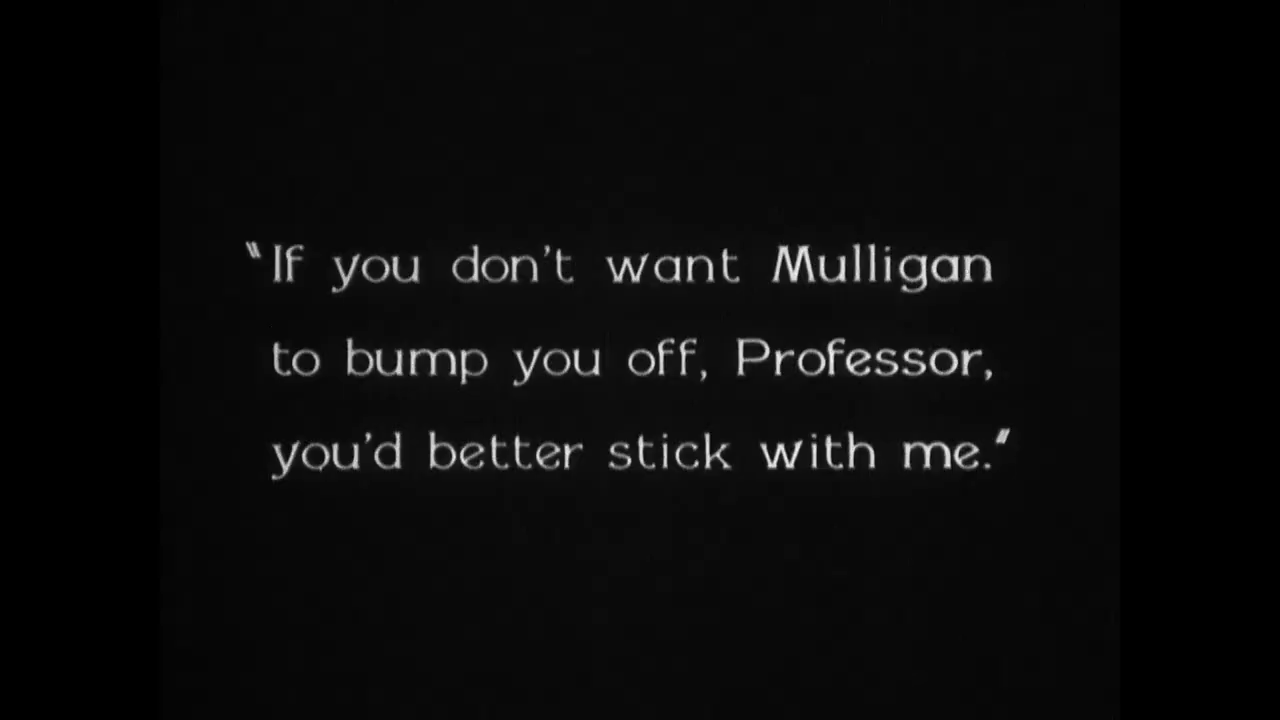 "If you don't want Mulligan
to bump you off, Professor,
you'd better stick with me."